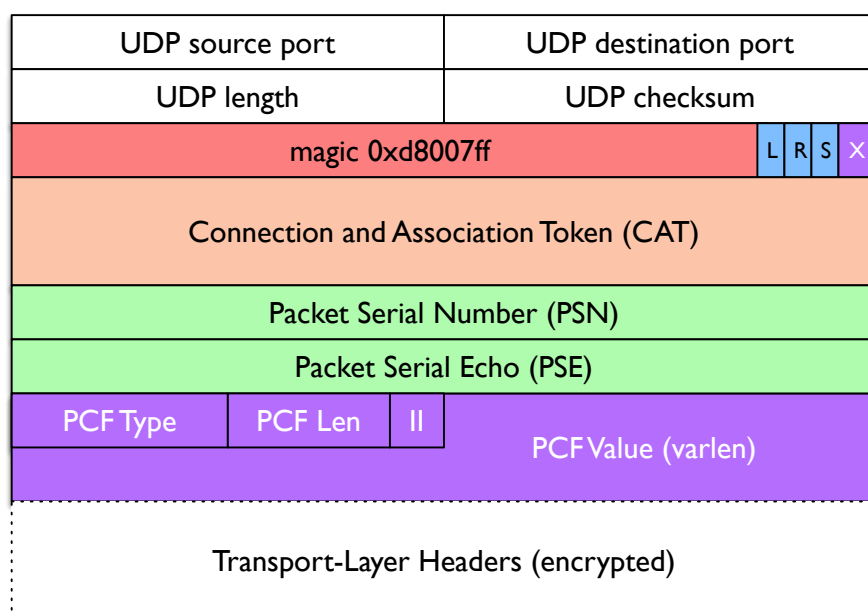 UDP source port UDP destination port
UDP length UDP checksum
magic 0xd8007ff L R S X
Connection and Association Token (CAT)
Packet Serial Number (PSN)
Packet Serial Echo (PSE)
PCF Type PCF Len II
PCF Value (varlen)
Transport-Layer Headers (encrypted)